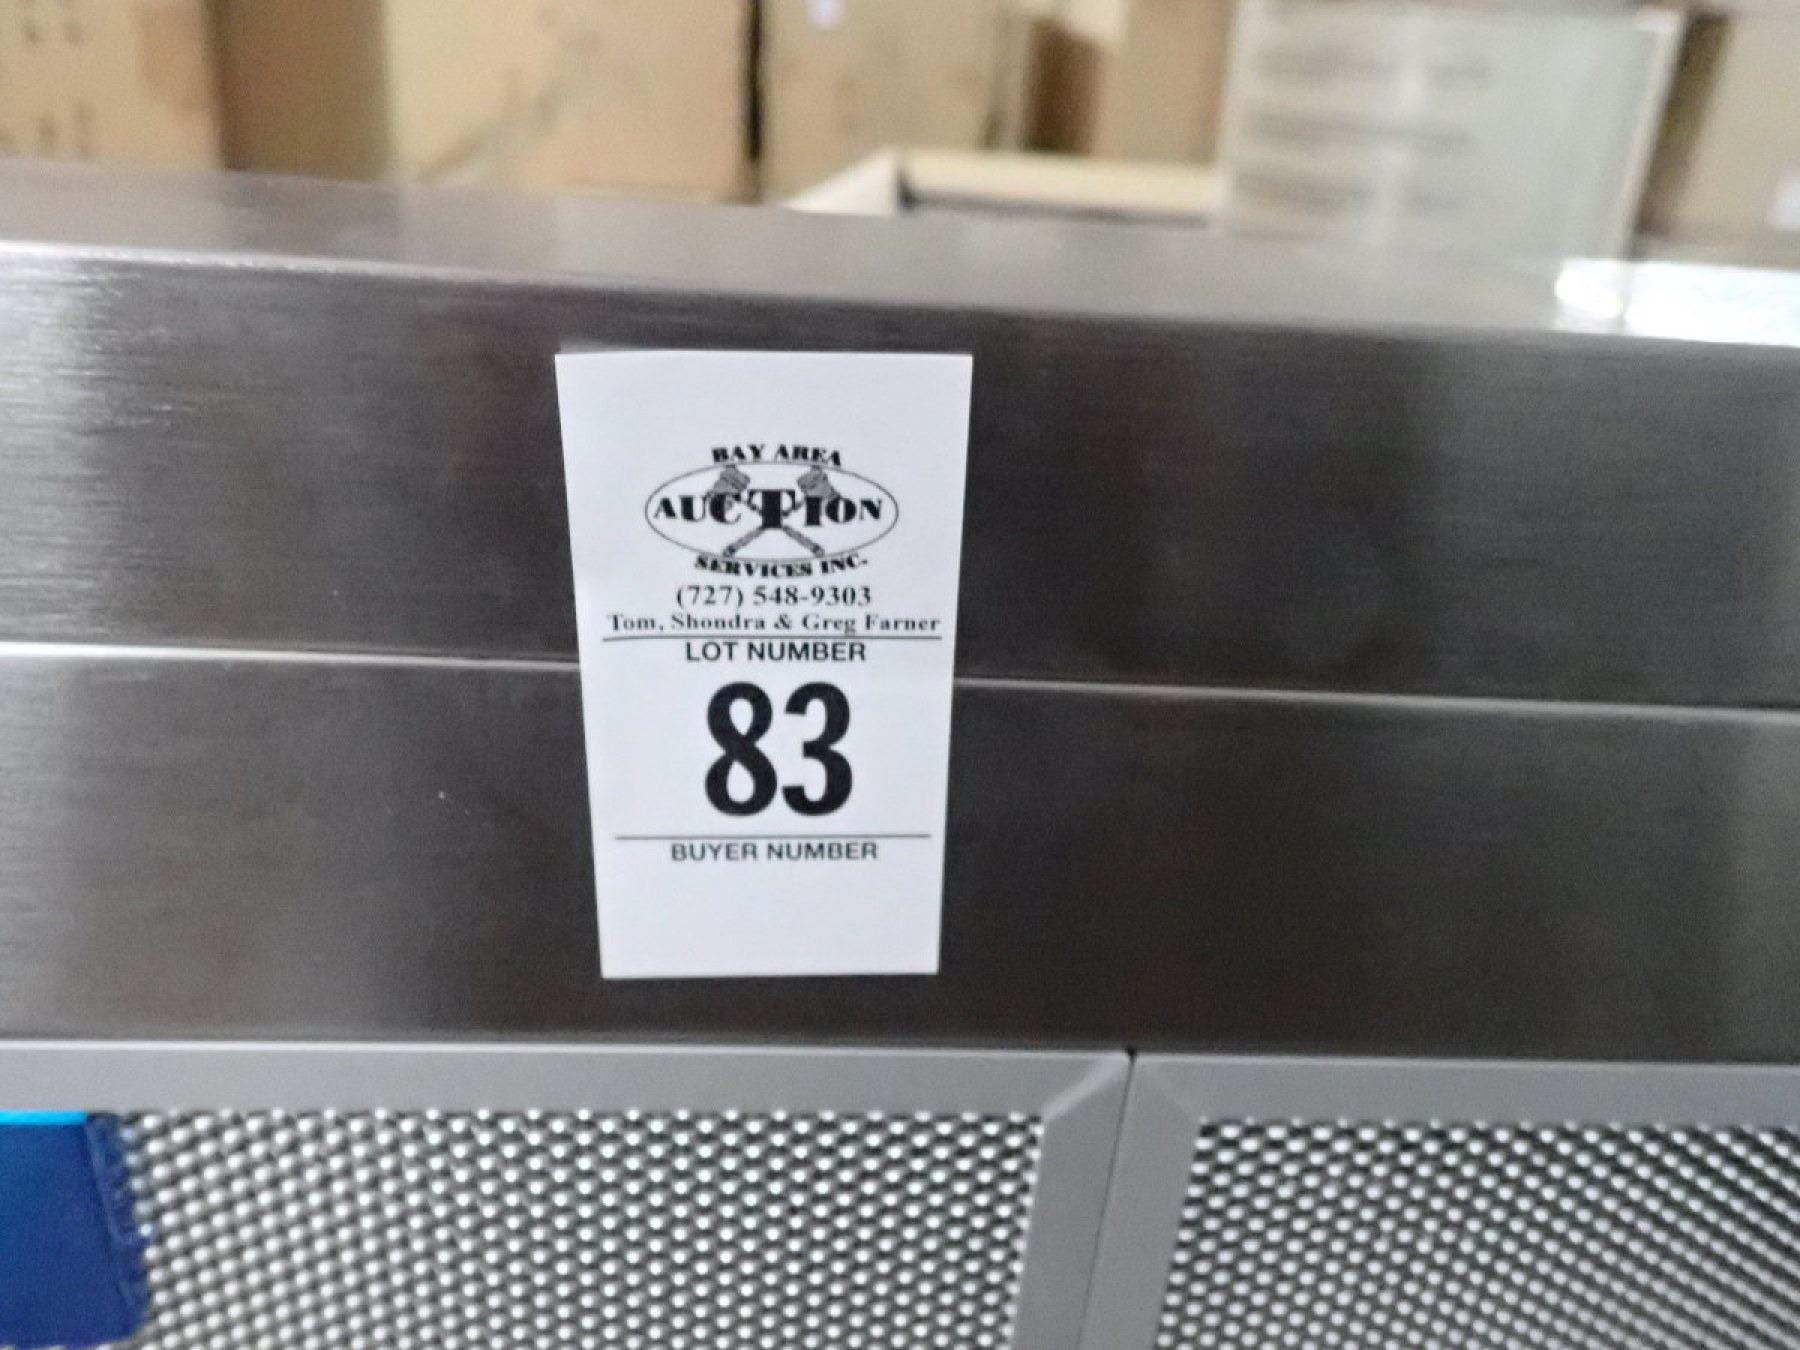 BAY AREA
AUCTION
SERVICES INC.
(727) 548-9303
Tom, Shondra & Greg Farner
LOT NUMBER
83
BUYER NUMBER